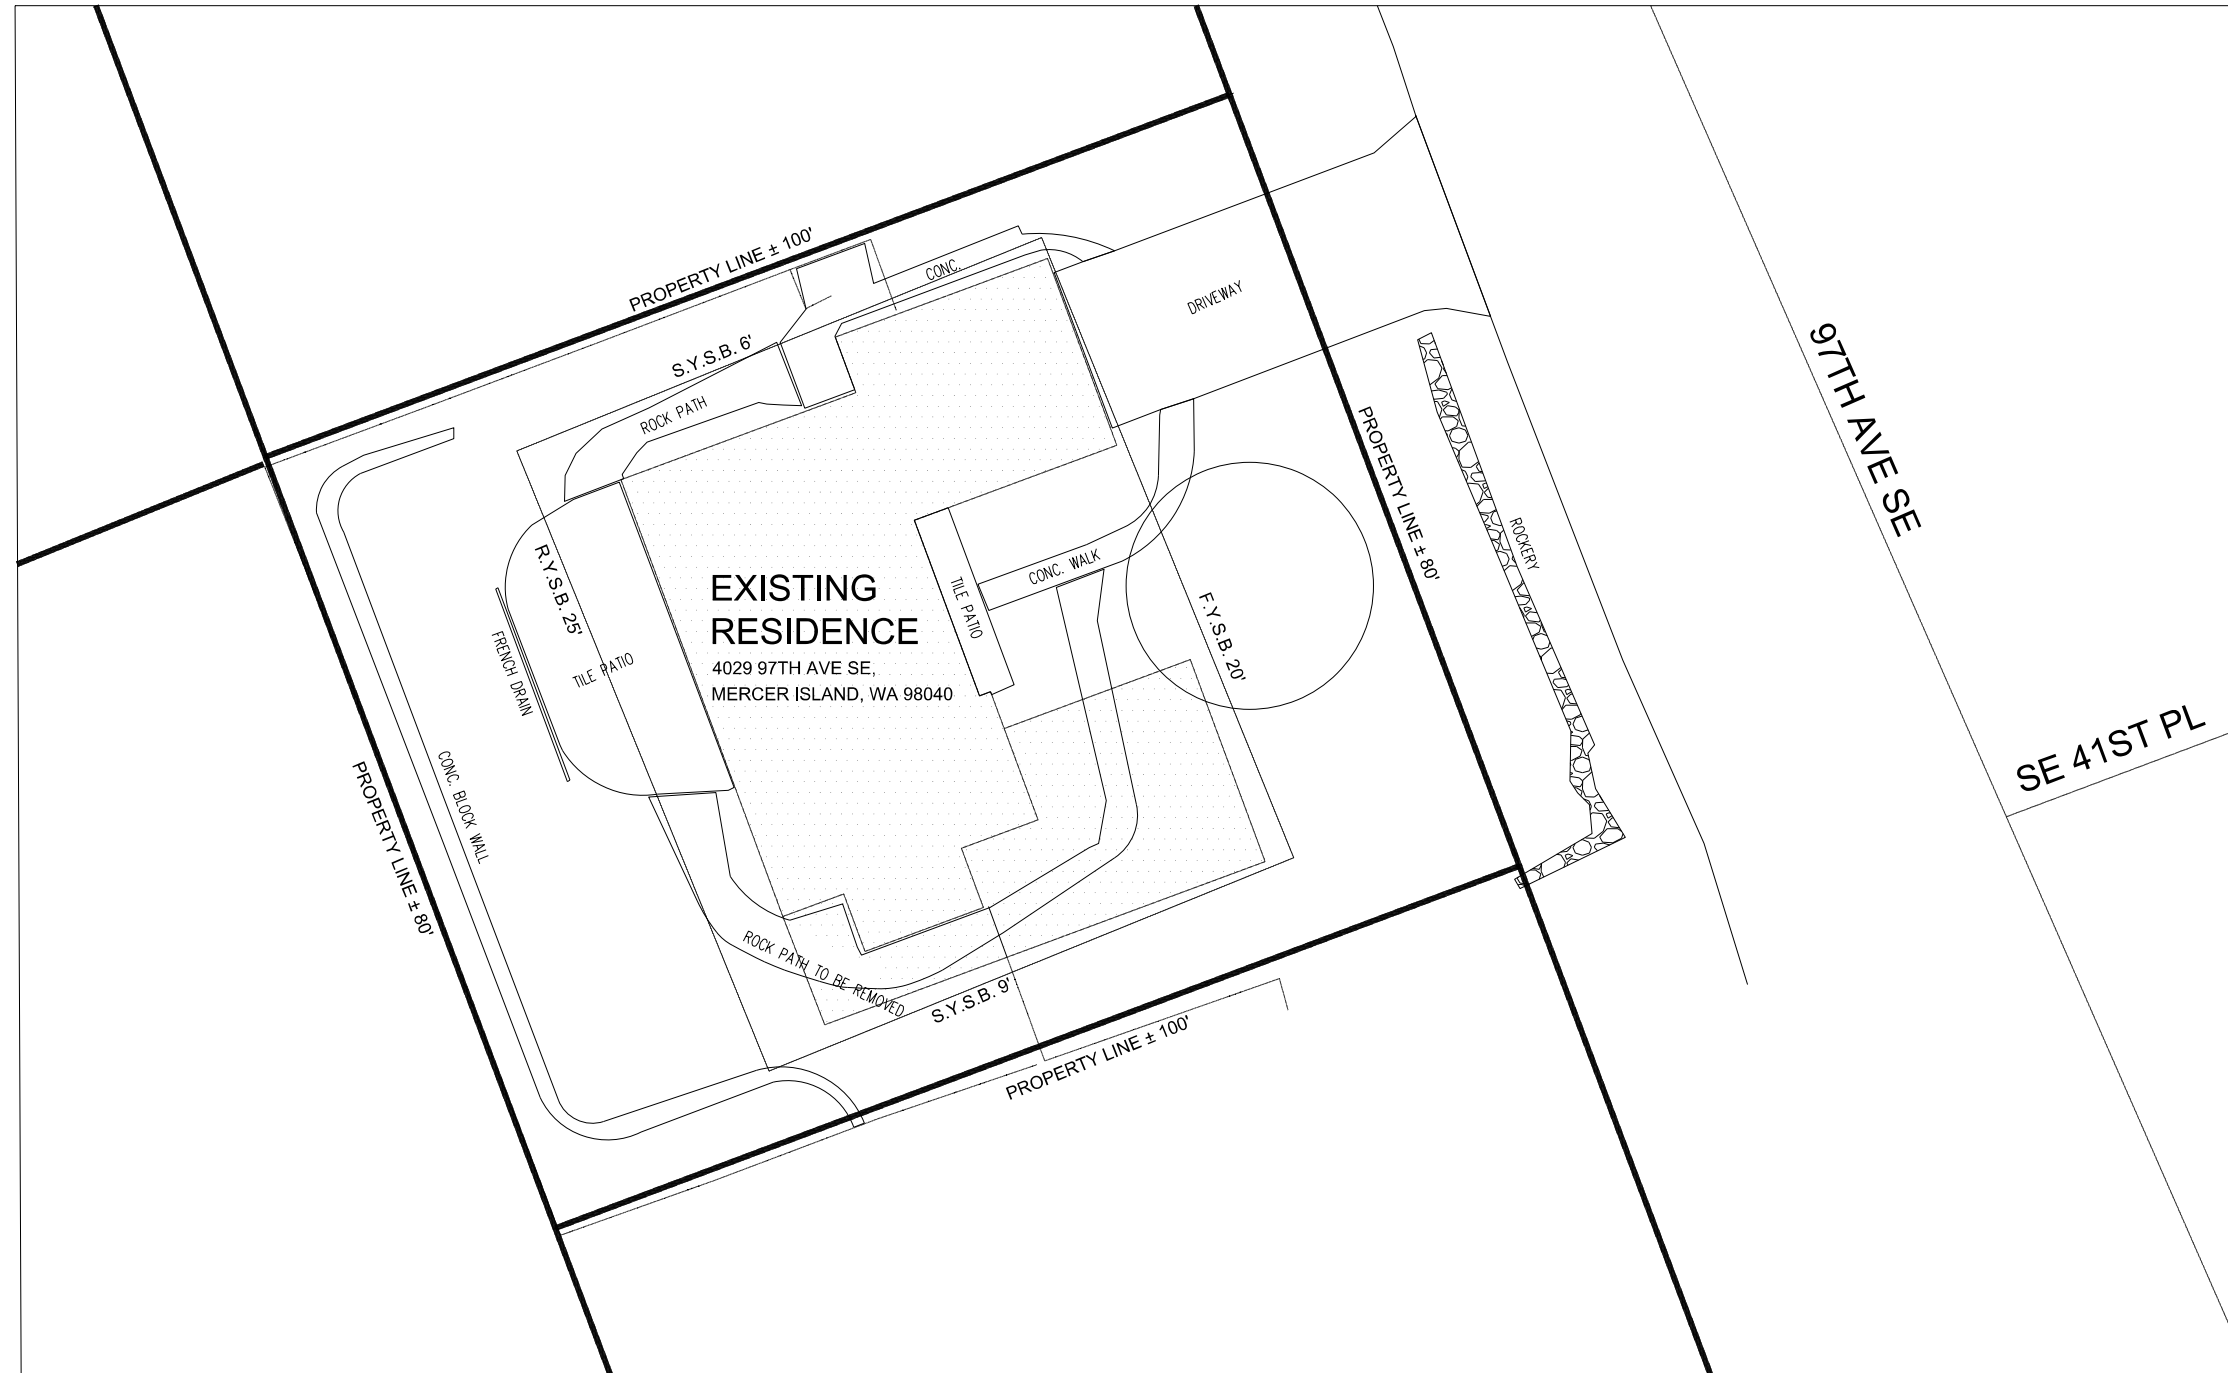 PROPERTY LINE ± 100'
CONC.
DRIVEWAY
S.Y.S.B. 6'
ROCK PATH
97TH AVE SE
PROPERTY LINE ± 80'
ROCKERY
R.Y.S.B. 25'
CONC. WALK
TILE PATIO
EXISTING
RESIDENCE
4029 97TH AVE SE,
MERCER ISLAND, WA 98040
F.Y.S.B. 20'
FRENCH DRAIN
TILE PATIO
SE 41ST PL
CONC. BLOCK WALL
PROPERTY LINE ± 80'
ROCK PATH TO BE REMOVED
S.Y.S.B. 9'
PROPERTY LINE ± 100'